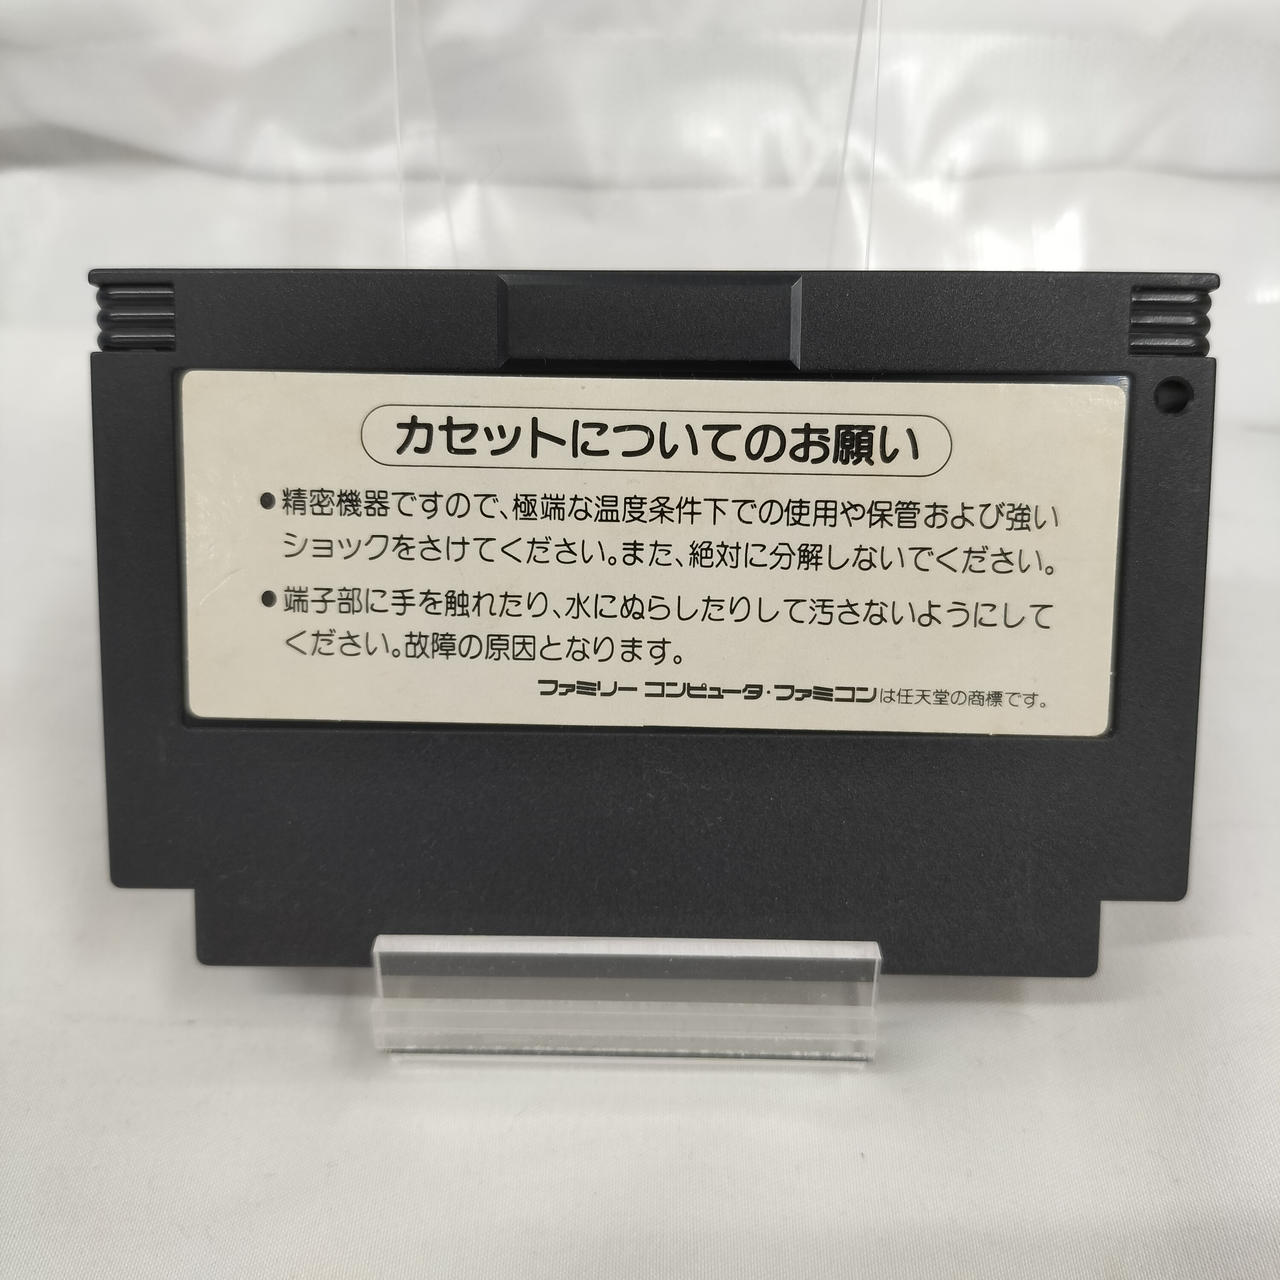 カセットについてのお願い
●精密機器ですので、極端な温度条件下での使用や保管および強い
ショックをさけてください。また、絶対に分解しないでください。
●端子部に手を触れたり、水にぬらしたりして汚さないようにして
ください。故障の原因となります。
ファミリー コンピュータ・ファミコンは任天堂の商標です。